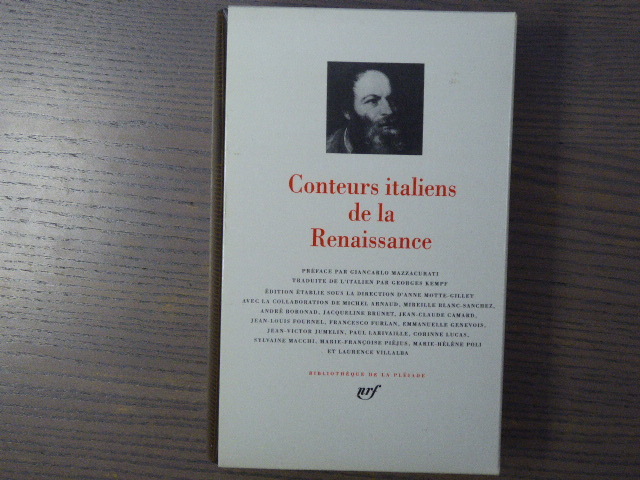 Conteurs italiens
de la
Renaissance
PRÉFACE PAR GIANCARLO MAZZACURATI
TRADUITE DE L'ITALIEN PAR GEORGES KEMPF
ÉDITION ÉTABLIE SOUS LA DIRECTION D'ANNE MOTTE-GILLET
AVEC LA COLLABORATION DE MICHEL ARNAUD, MIREILLE BLANC-SANCHEZ,
ANDRÉ BORONAD, JACQUELINE BRUNET, JEAN-CLAUDE CAMARD,
JEAN-LOUIS FOURNEL, FRANCESCO FURLAN, EMMANUELLE GENEVOIS,
JEAN-VICTOR JUMELIN, PAUL LARIVAILLE, CORINNE LUCAS,
SYLVAINE MACCHI, MARIE-FRANÇOISE PIÉJUS, MARIE-HÉLÈNE POLI
ET LAURENCE VILLALBA
BIBLIOTHÈQUE DE LA PLÉIADE
nrf